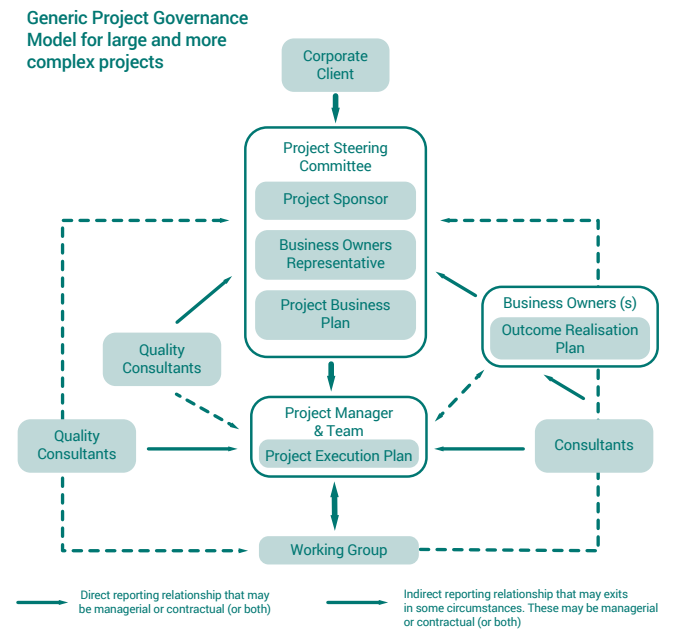 Generic Project Governance
Model for large and more
complex projects
Corporate
Client
Project Steering
Committee
Project Sponsor
Business Owners
Representative
Project Business
Plan
Business Owners (s)
Outcome Realisation
Plan
Quality
Consultants
Project Manager
& Team
Project Execution Plan
Quality
Consultants
Consultants
Working Group
Direct reporting relationship that may
be managerial or contractual (or both)
Indirect reporting relationship that may exits
in some circumstances. These may be managerial
or contractual (or both)